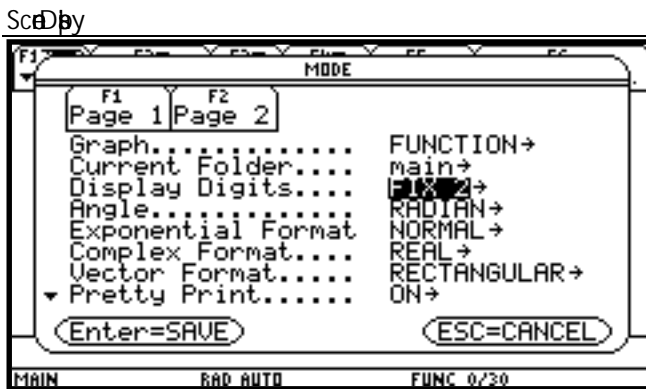 MODE
F1 F2
Page 1 Page 2
Graph............. FUNCTION→
Current Folder.... main→
Display Digits.... FIX 2→
Angle............. RADIAN→
Exponential Format NORMAL→
Complex Format.... REAL→
Vector Format..... RECTANGULAR→
Pretty Print...... ON→
Enter=SAVE ESC=CANCEL
MAIN RAD AUTO FUNC 0/30